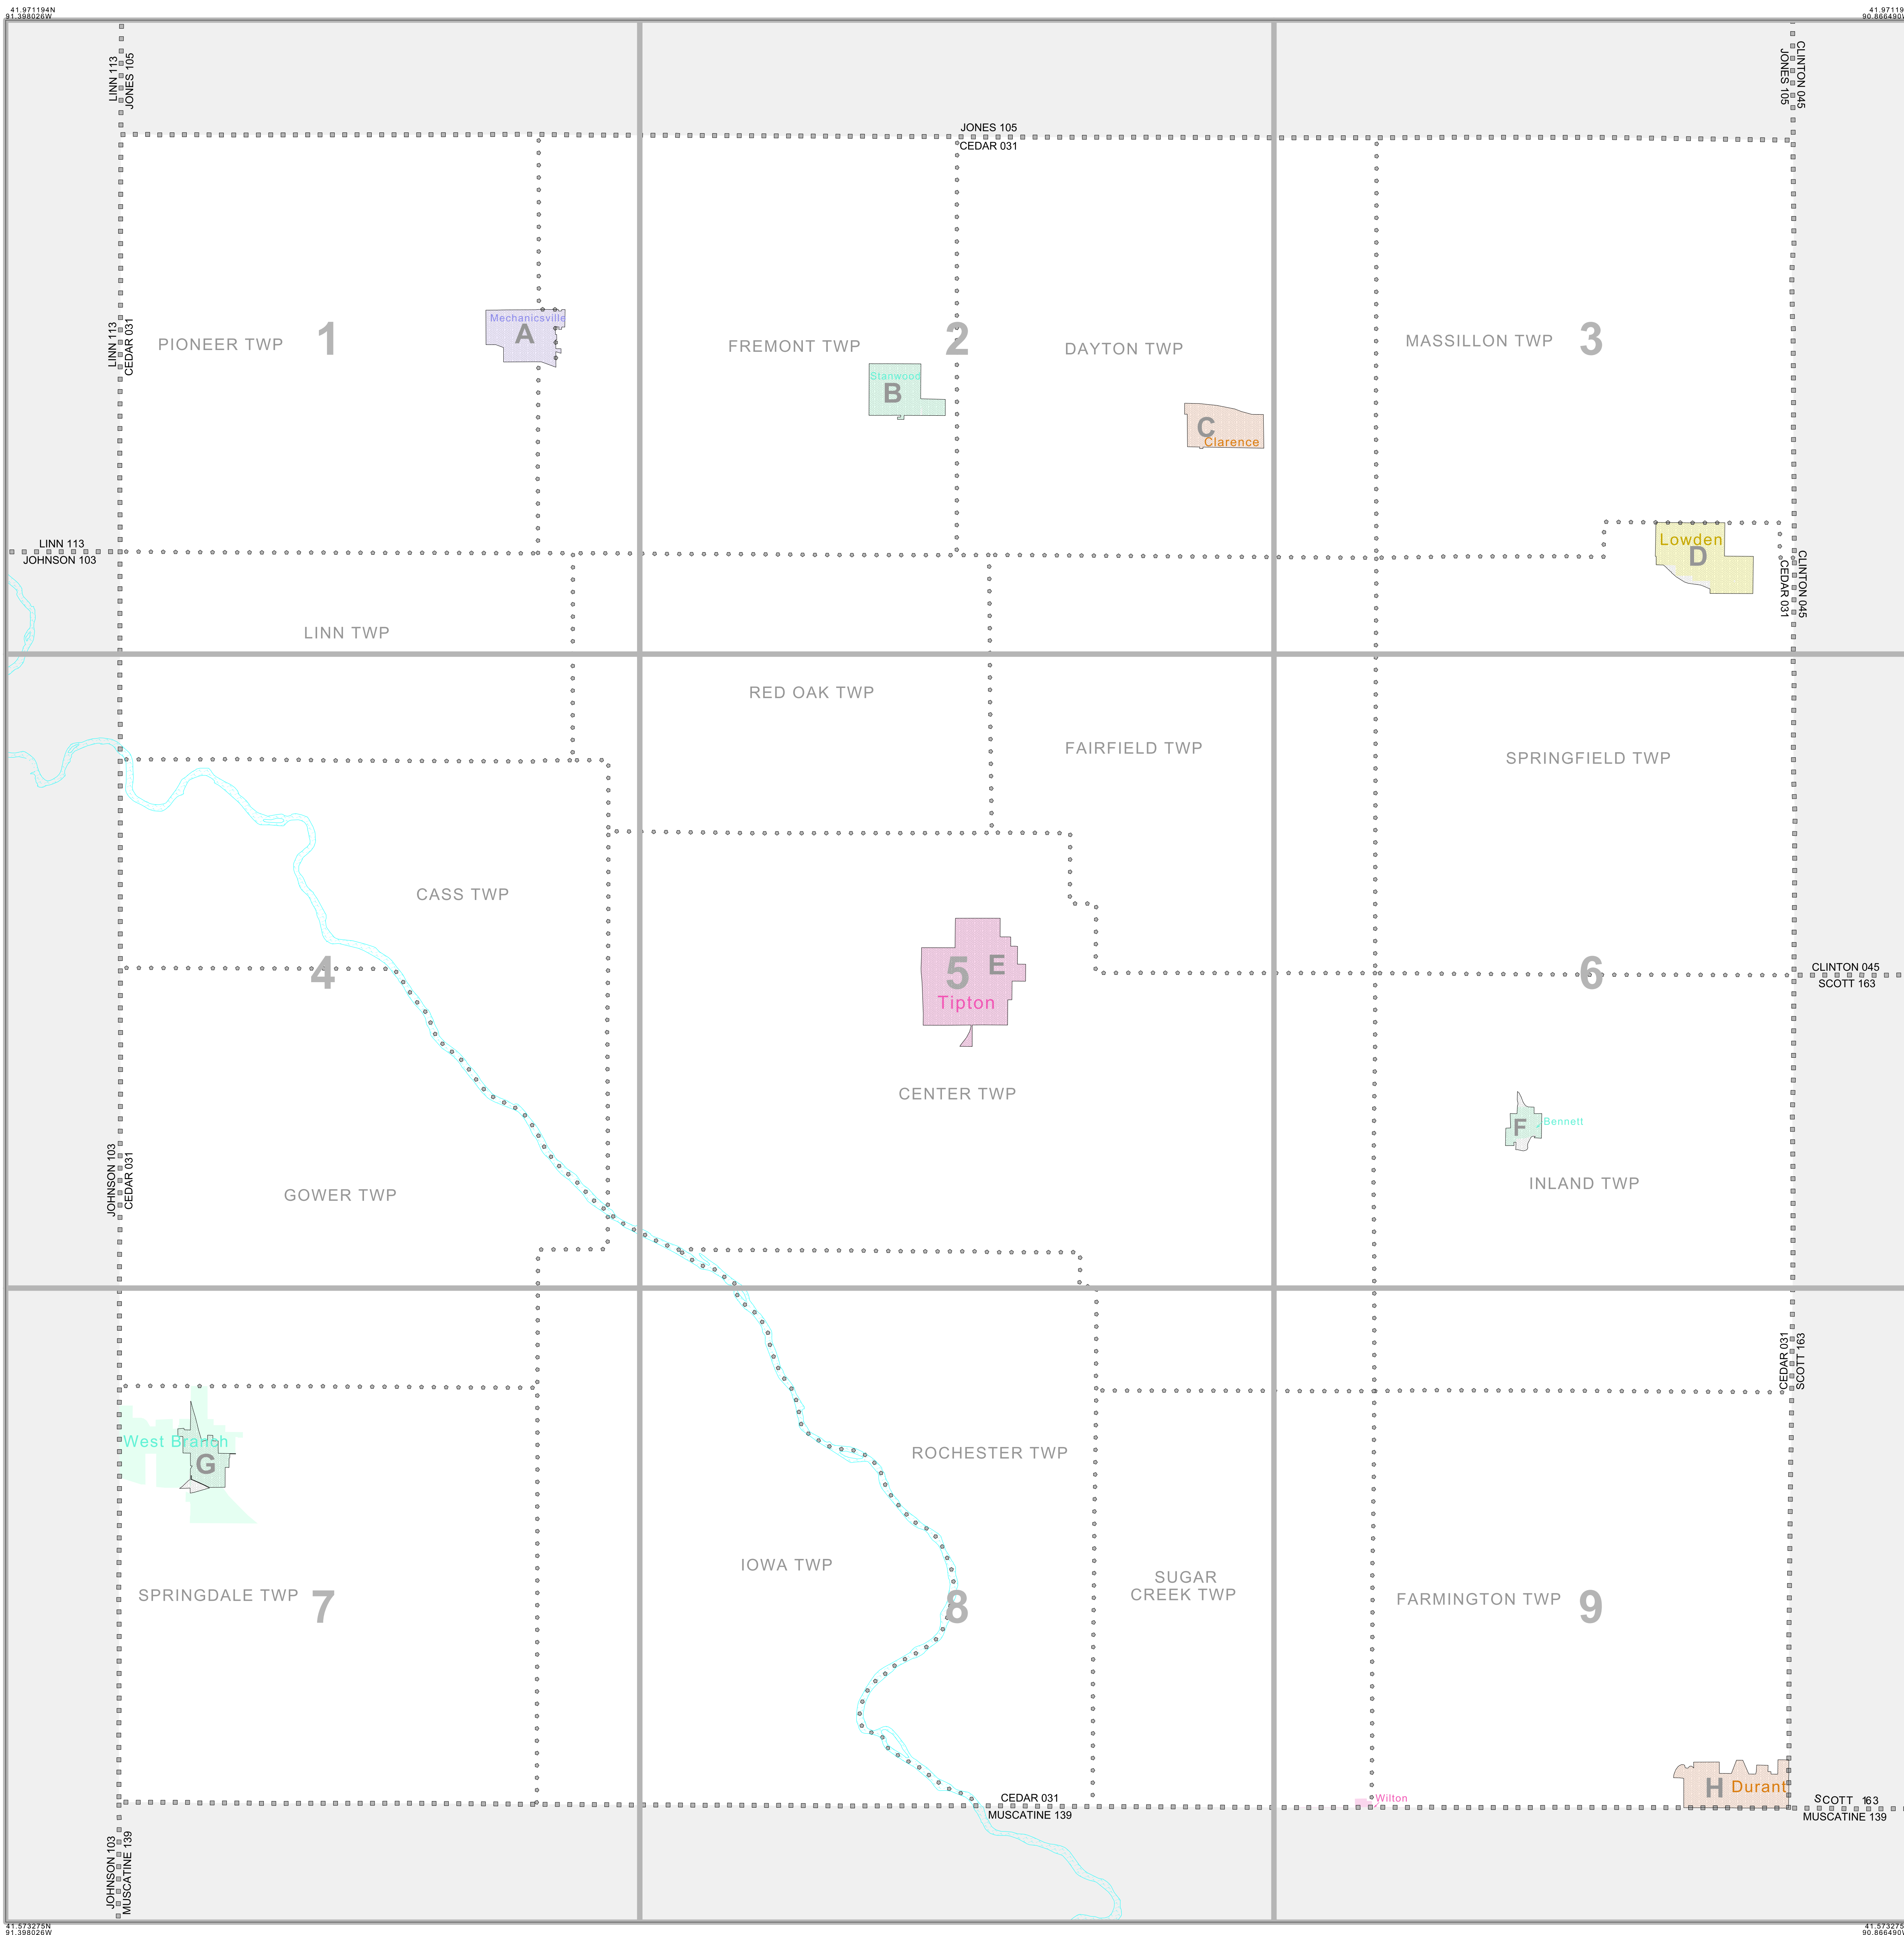 41.971194N
91.398026W
41.97119
90.866490W
LINN 113
JONES 105
JONES 105
CLINTON 045
JONES 105
CEDAR 031
LINN 113
CEDAR 031
PIONEER TWP
1
Mechanicsville
A
FREMONT TWP
2
DAYTON TWP
MASSILLON TWP
3
Stanwood
B
C
Clarence
LINN 113
JOHNSON 103
Lowden
D
CEDAR 031
CLINTON 045
LINN TWP
RED OAK TWP
FAIRFIELD TWP
SPRINGFIELD TWP
CASS TWP
4
5
E
Tipton
6
CLINTON 045
SCOTT 163
CENTER TWP
F
Bennett
JOHNSON 103
CEDAR 031
GOWER TWP
INLAND TWP
CEDAR 031
SCOTT 163
West Branch
G
ROCHESTER TWP
IOWA TWP
SUGAR
CREEK TWP
SPRINGDALE TWP
7
8
FARMINGTON TWP
9
H
Durant
CEDAR 031
MUSCATINE 139
Wilton
SCOTT 163
MUSCATINE 139
JOHNSON 103
MUSCATINE 139
41.573275N
91.398026W
41.573275
90.866490W